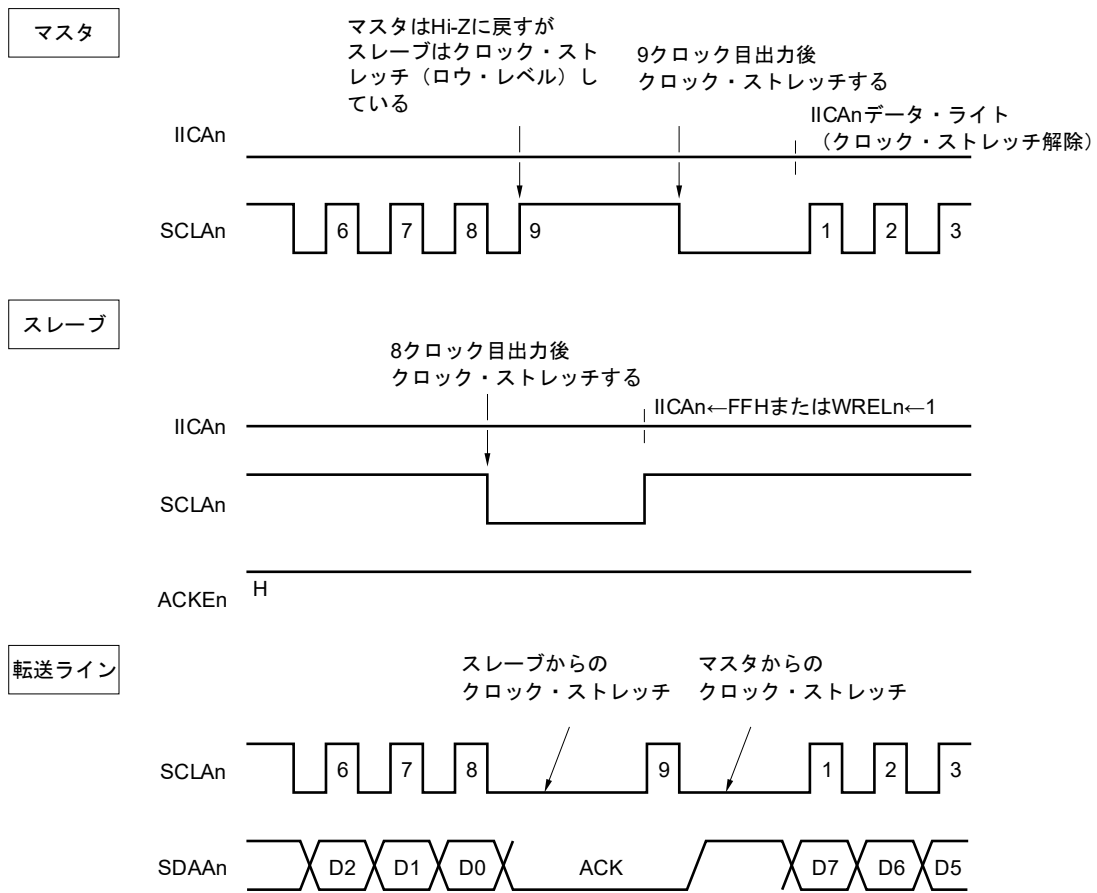 マスタ
マスタはHi-Zに戻すが
スレーブはクロック・スト
レッチ（ロウ・レベル）し
ている
9クロック目出力後
クロック・ストレッチする
IICAnデータ・ライト
（クロック・ストレッチ解除）
IICAn
SCLAn
6 7 8 9 1 2 3
スレーブ
8クロック目出力後
クロック・ストレッチする
IICAn←FFHまたはWRELn←1
IICAn
SCLAn
H
ACKEn
転送ライン
スレーブからの
クロック・ストレッチ
マスタからの
クロック・ストレッチ
SCLAn
6 7 8 9 1 2 3
SDAAn
D2 D1 D0 ACK D7 D6 D5